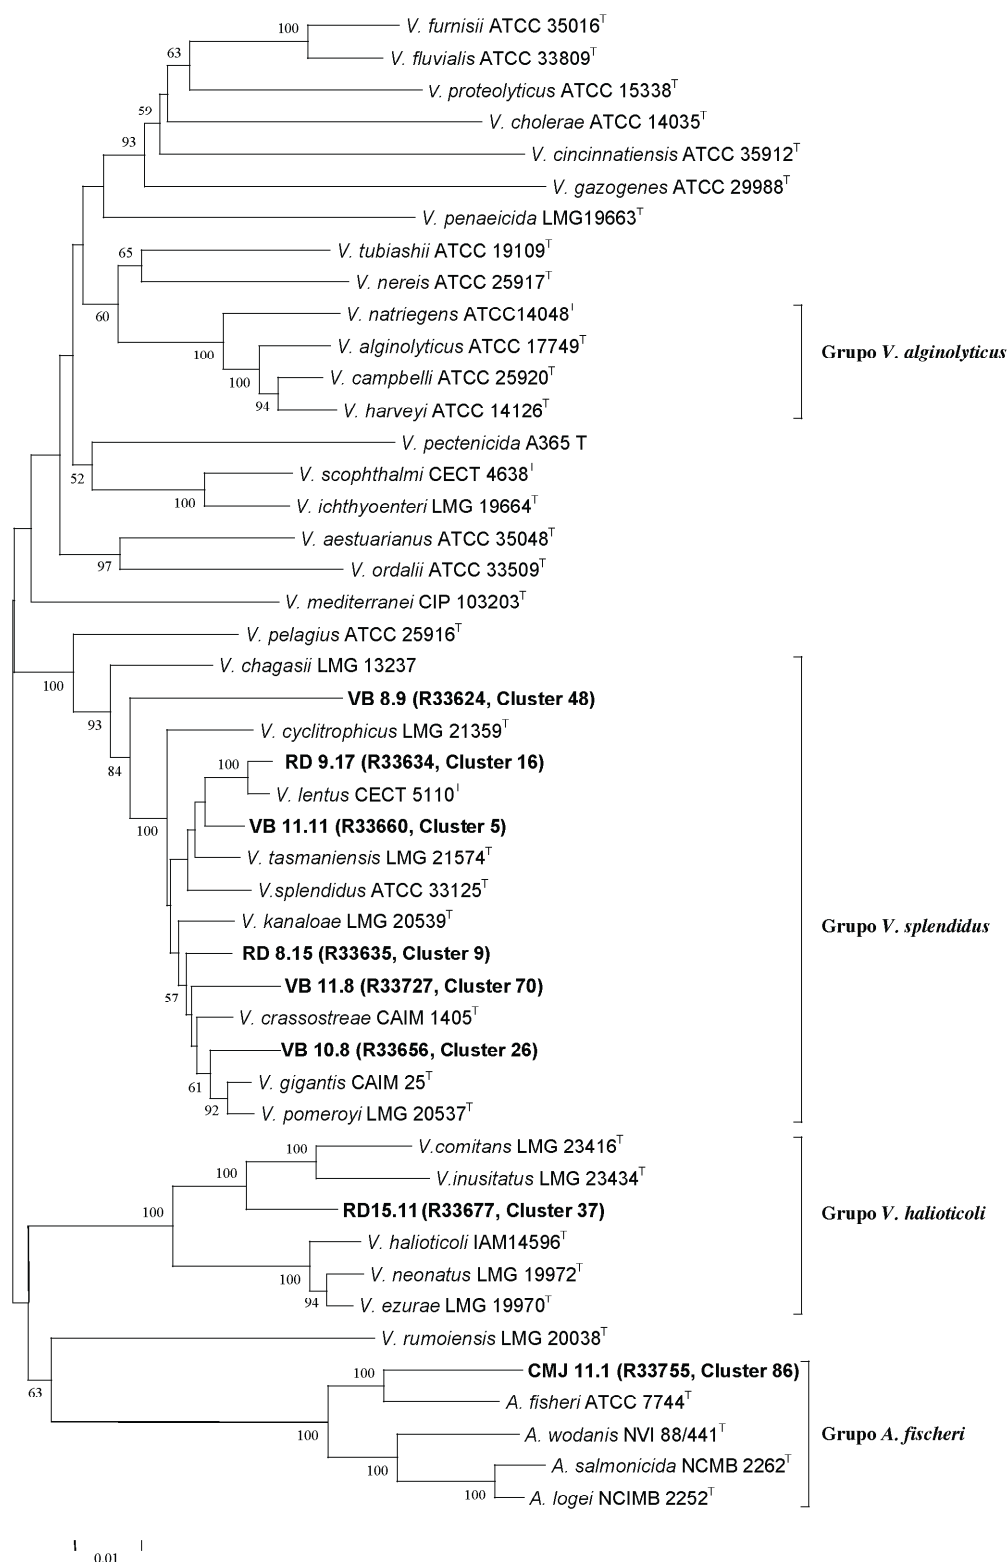 100
V. furnisii ATCC 35016T
63
V. fluvialis ATCC 33809T
V. proteolyticus ATCC 15338T
59
V. cholerae ATCC 14035T
93
V. cincinnatiensis ATCC 35912T
V. gazogenes ATCC 29988T
V. penaeicida LMG19663T
65
V. tubiashii ATCC 19109T
V. nereis ATCC 25917T
60
V. natriegens ATCC14048I
100
V. alginolyticus ATCC 17749T
Grupo V. alginolyticus
100
V. campbelli ATCC 25920T
94
V. harveyi ATCC 14126T
V. pectenicida A365 T
52
V. scophthalmi CECT 4638I
100
V. ichthyoenteri LMG 19664T
V. aestuarianus ATCC 35048T
97
V. ordalii ATCC 33509T
V. mediterranei CIP 103203T
V. pelagius ATCC 25916T
100
V. chagasii LMG 13237
VB 8.9 (R33624, Cluster 48)
93
V. cyclitrophicus LMG 21359T
84
100
RD 9.17 (R33634, Cluster 16)
V. lentus CECT 5110I
100
VB 11.11 (R33660, Cluster 5)
V. tasmaniensis LMG 21574T
V.splendidus ATCC 33125T
V. kanaloae LMG 20539T
Grupo V. splendidus
RD 8.15 (R33635, Cluster 9)
57
VB 11.8 (R33727, Cluster 70)
V. crassostreae CAIM 1405T
VB 10.8 (R33656, Cluster 26)
61
V. gigantis CAIM 25T
92
V. pomeroyi LMG 20537T
100
V.comitans LMG 23416T
100
V.inusitatus LMG 23434T
100
RD15.11 (R33677, Cluster 37)
Grupo V. halioticoli
V. halioticoli IAM14596T
100
V. neonatus LMG 19972T
94
V. ezurae LMG 19970T
V. rumoiensis LMG 20038T
63
100
CMJ 11.1 (R33755, Cluster 86)
A. fisheri ATCC 7744T
100
A. wodanis NVI 88/441T
Grupo A. fischeri
100
A. salmonicida NCMB 2262T
100
A. logei NCIMB 2252T
0.01